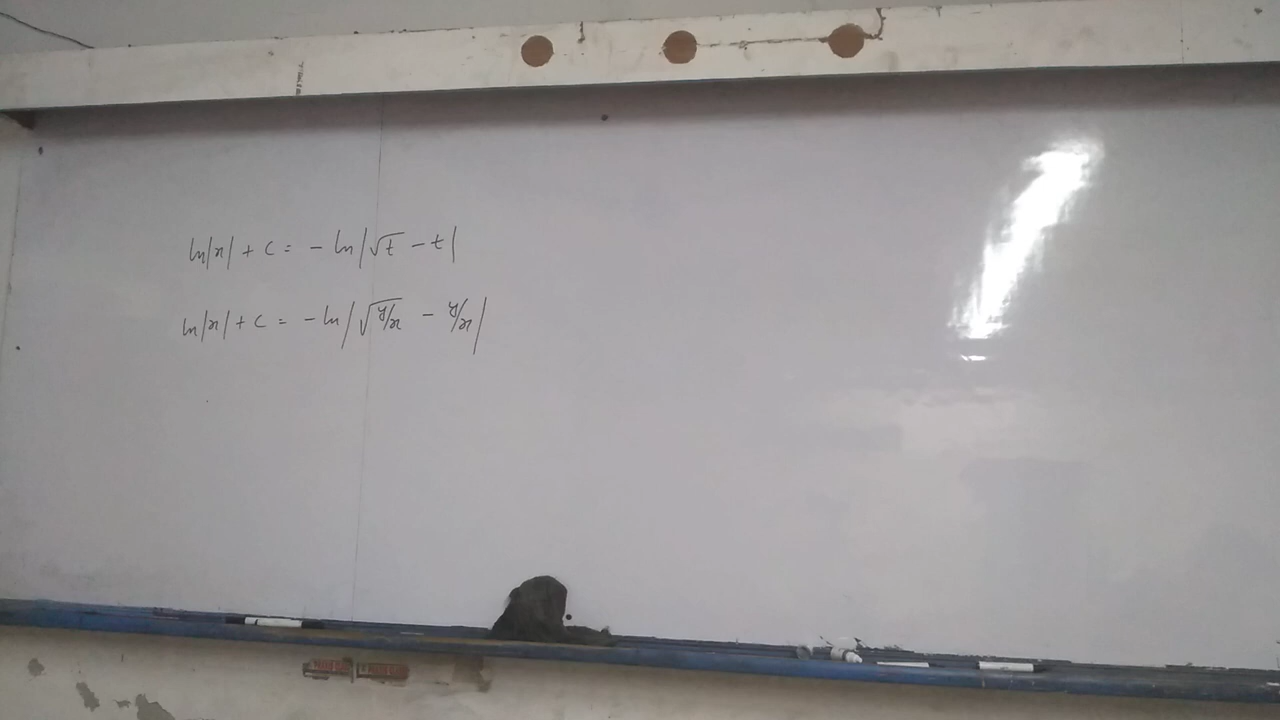 ln|x| + c = - ln|√t - t|
ln|x| + c = - ln|√y/x - y/x|